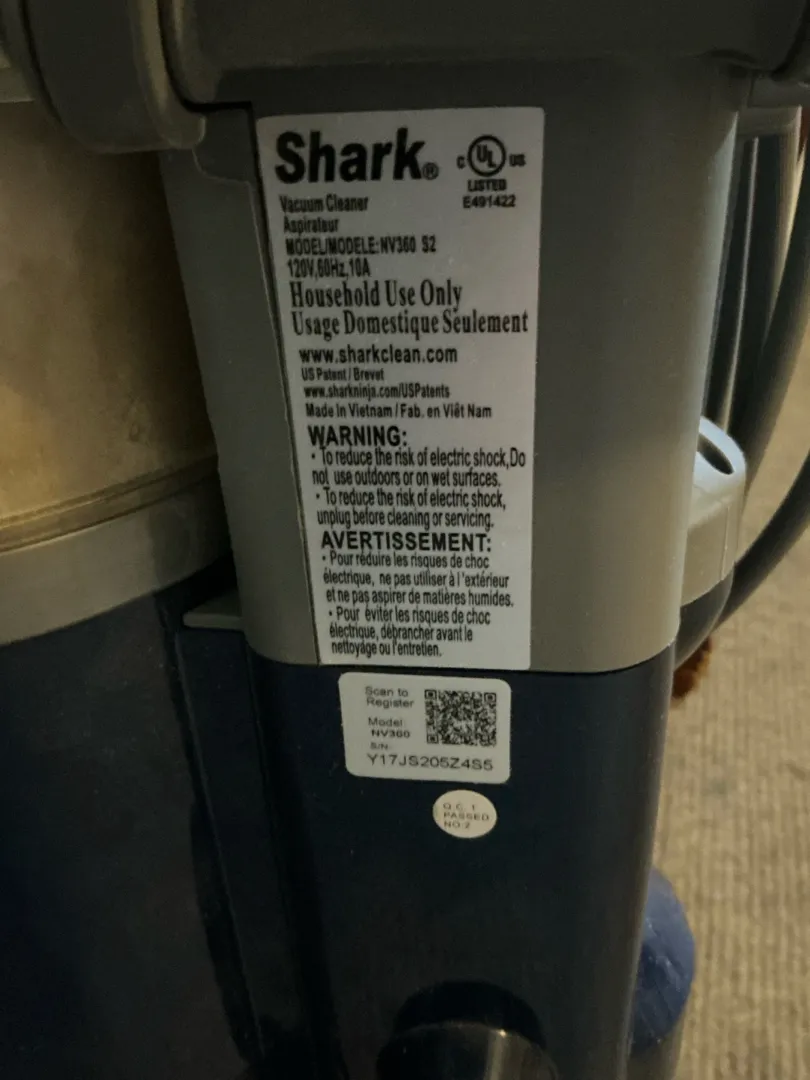 Shark®
C UL US
LISTED
E491422
Vacuum Cleaner
Aspirateur
MODEL/MODELE:NV360 S2
120V,60Hz,10A
Household Use Only
Usage Domestique Seulement
www.sharkclean.com
US Patent / Brevet
www.sharkninja.com/USPatents
Made in Vietnam / Fab. en Viêt Nam
WARNING:
• To reduce the risk of electric shock,Do
not use outdoors or on wet surfaces.
• To reduce the risk of electric shock,
unplug before cleaning or servicing.
AVERTISSEMENT:
• Pour réduire les risques de choc
électrique, ne pas utiliser à l'extérieur
et ne pas aspirer de matières humides.
• Pour éviter les risques de choc
électrique, débrancher avant le
nettoyage ou l'entretien.
Scan to
Register
Model
NV360
S/N.
Y17JS205Z4S5
Q.C. 1
PASSED
NO.2